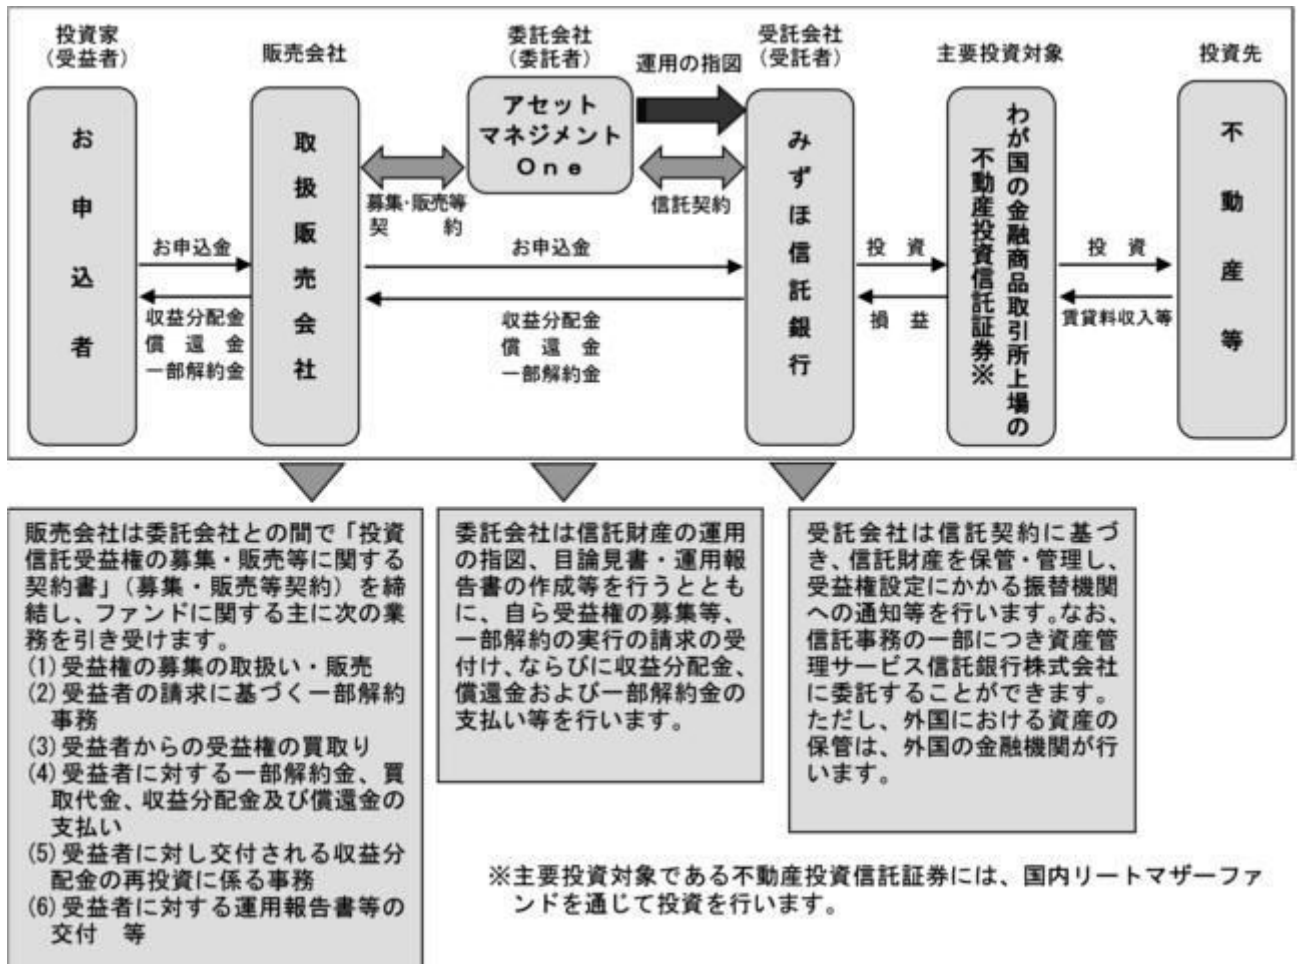 投資家
(受益者)
販売会社
委託会社
(委託者)
運用の指図
受託会社
(受託者)
主要投資対象
投資先
お申込者
取扱販売会社
アセット
マネジメント
One
みずほ信託銀行
わが国の金融商品取引所上場の
不動産投資信託証券※
不動産等
募集・販売等
契　約
信託契約
お申込金
お申込金
投　資
投　資
収益分配金
償　還　金
一部解約金
収益分配金
償　還　金
一部解約金
損　益
賃貸料収入等
販売会社は委託会社との間で「投資
信託受益権の募集・販売等に関する
契約書」(募集・販売等契約)を締
結し、ファンドに関する主に次の業
務を引き受けます。
(1)受益権の募集の取扱い・販売
(2)受益者の請求に基づく一部解約
事務
(3)受益者からの受益権の買取り
(4)受益者に対する一部解約金、買
取代金、収益分配金及び償還金の
支払い
(5)受益者に対し交付される収益分
配金の再投資に係る事務
(6)受益者に対する運用報告書等の
交付　等
委託会社は信託財産の運用
の指図、目論見書・運用報
告書の作成等を行うととも
に、自ら受益権の募集等、
一部解約の実行の請求の受
付け、ならびに収益分配金、
償還金および一部解約金の
支払い等を行います。
受託会社は信託契約に基づ
き、信託財産を保管・管理し、
受益権設定にかかる振替機関
への通知等を行います。なお、
信託事務の一部につき資産管
理サービス信託銀行株式会社
に委託することができます。
ただし、外国における資産の
保管は、外国の金融機関が行
います。
※主要投資対象である不動産投資信託証券には、国内リートマザーファ
ンドを通じて投資を行います。